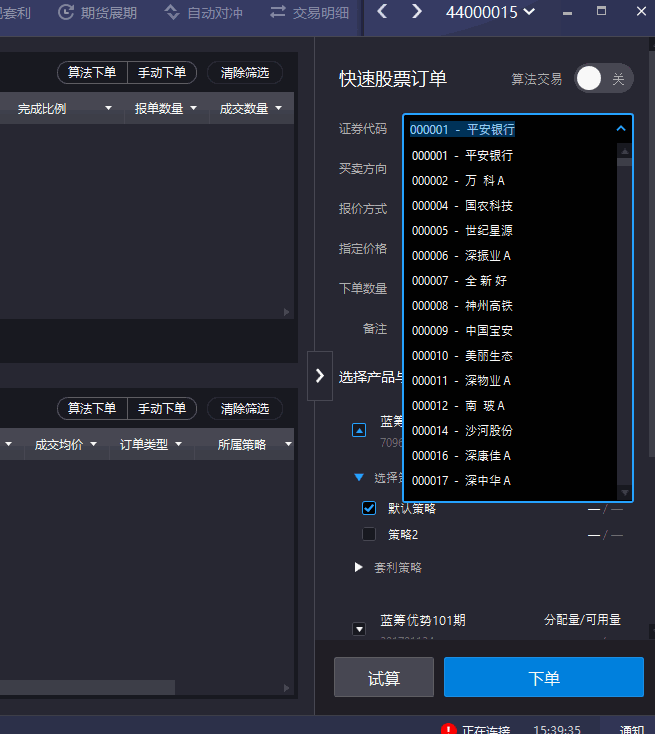 套利 期货展期 自动对冲 交易明细 44000015
算法下单 手动下单 清除筛选
完成比例 报单数量 成交数量
快速股票订单 算法交易 关
证券代码 000001 - 平安银行
000001 - 平安银行
买卖方向
000002 - 万 科 A
报价方式 000004 - 国农科技
000005 - 世纪星源
指定价格 000006 - 深振业 A
000007 - 全 新 好
下单数量
000008 - 神州高铁
备注 000009 - 中国宝安
000010 - 美丽生态
选择产品 000011 - 深物业 A
000012 - 南 玻 A
算法下单 手动下单 清除筛选
蓝筹
000014 - 沙河股份
成交均价 订单类型 所属策略
7096
000016 - 深康佳 A
选择
000017 - 深中华 A
默认策略 — / —
策略2 — / —
套利策略
蓝筹优势101期 分配量/可用量
试算 下单
正在连接 15:39:35 通知